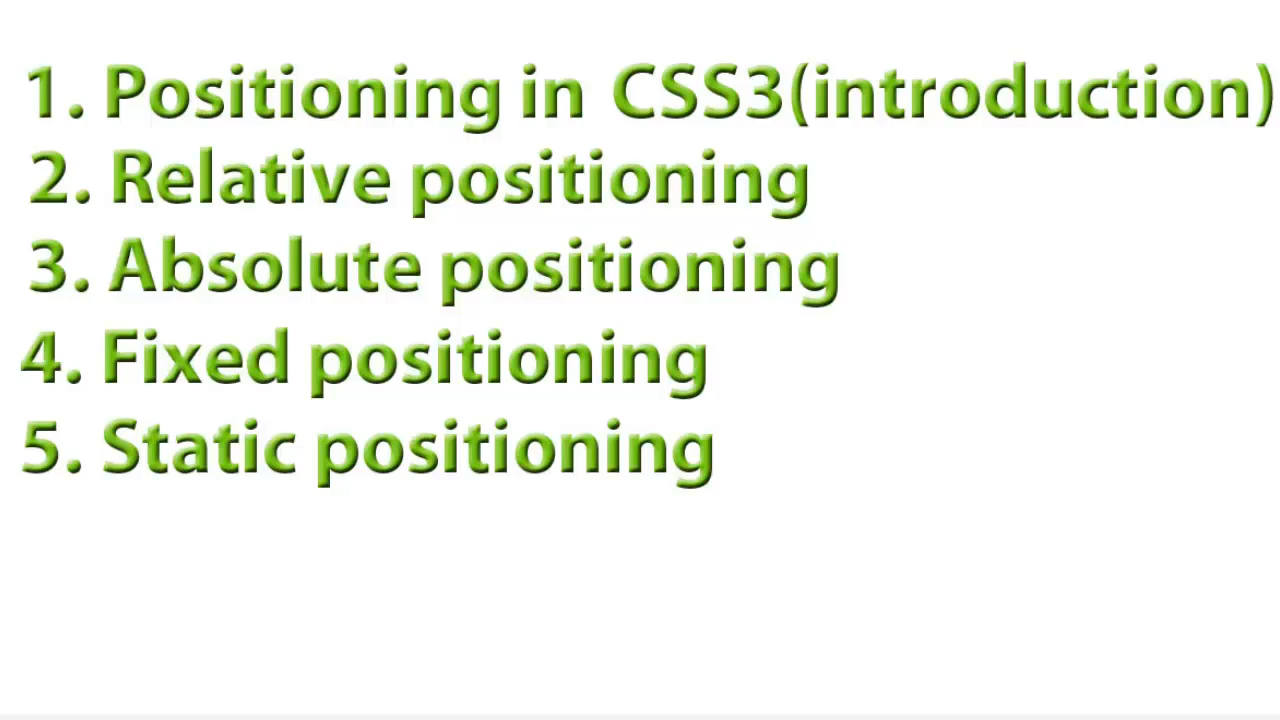 1. Positioning in CSS3(introduction)
2. Relative positioning
3. Absolute positioning
4. Fixed positioning
5. Static positioning